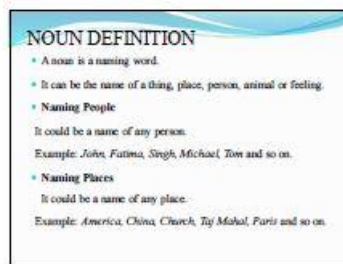 NOUN DEFINITION
• A noun is a naming word.
• It can be the name of a thing, place, person, animal or feeling.
• Naming People
It could be a name of any person.
Example: John, Fatima, Singh, Michael, Tom and so on.
• Naming Places
It could be a name of any place.
Example: America, China, Church, Taj Mahal, Paris and so on.